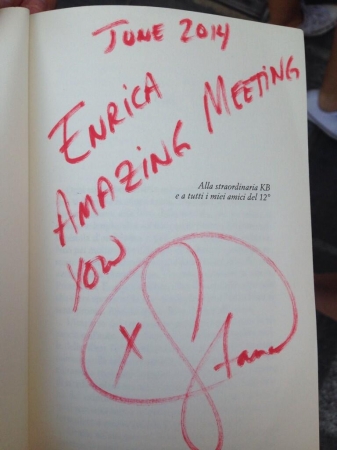 JUNE 2014
ENRICA
AMAZING MEETING
YOU
Alla straordinaria KB
e a tutti i miei amici del 12°
X